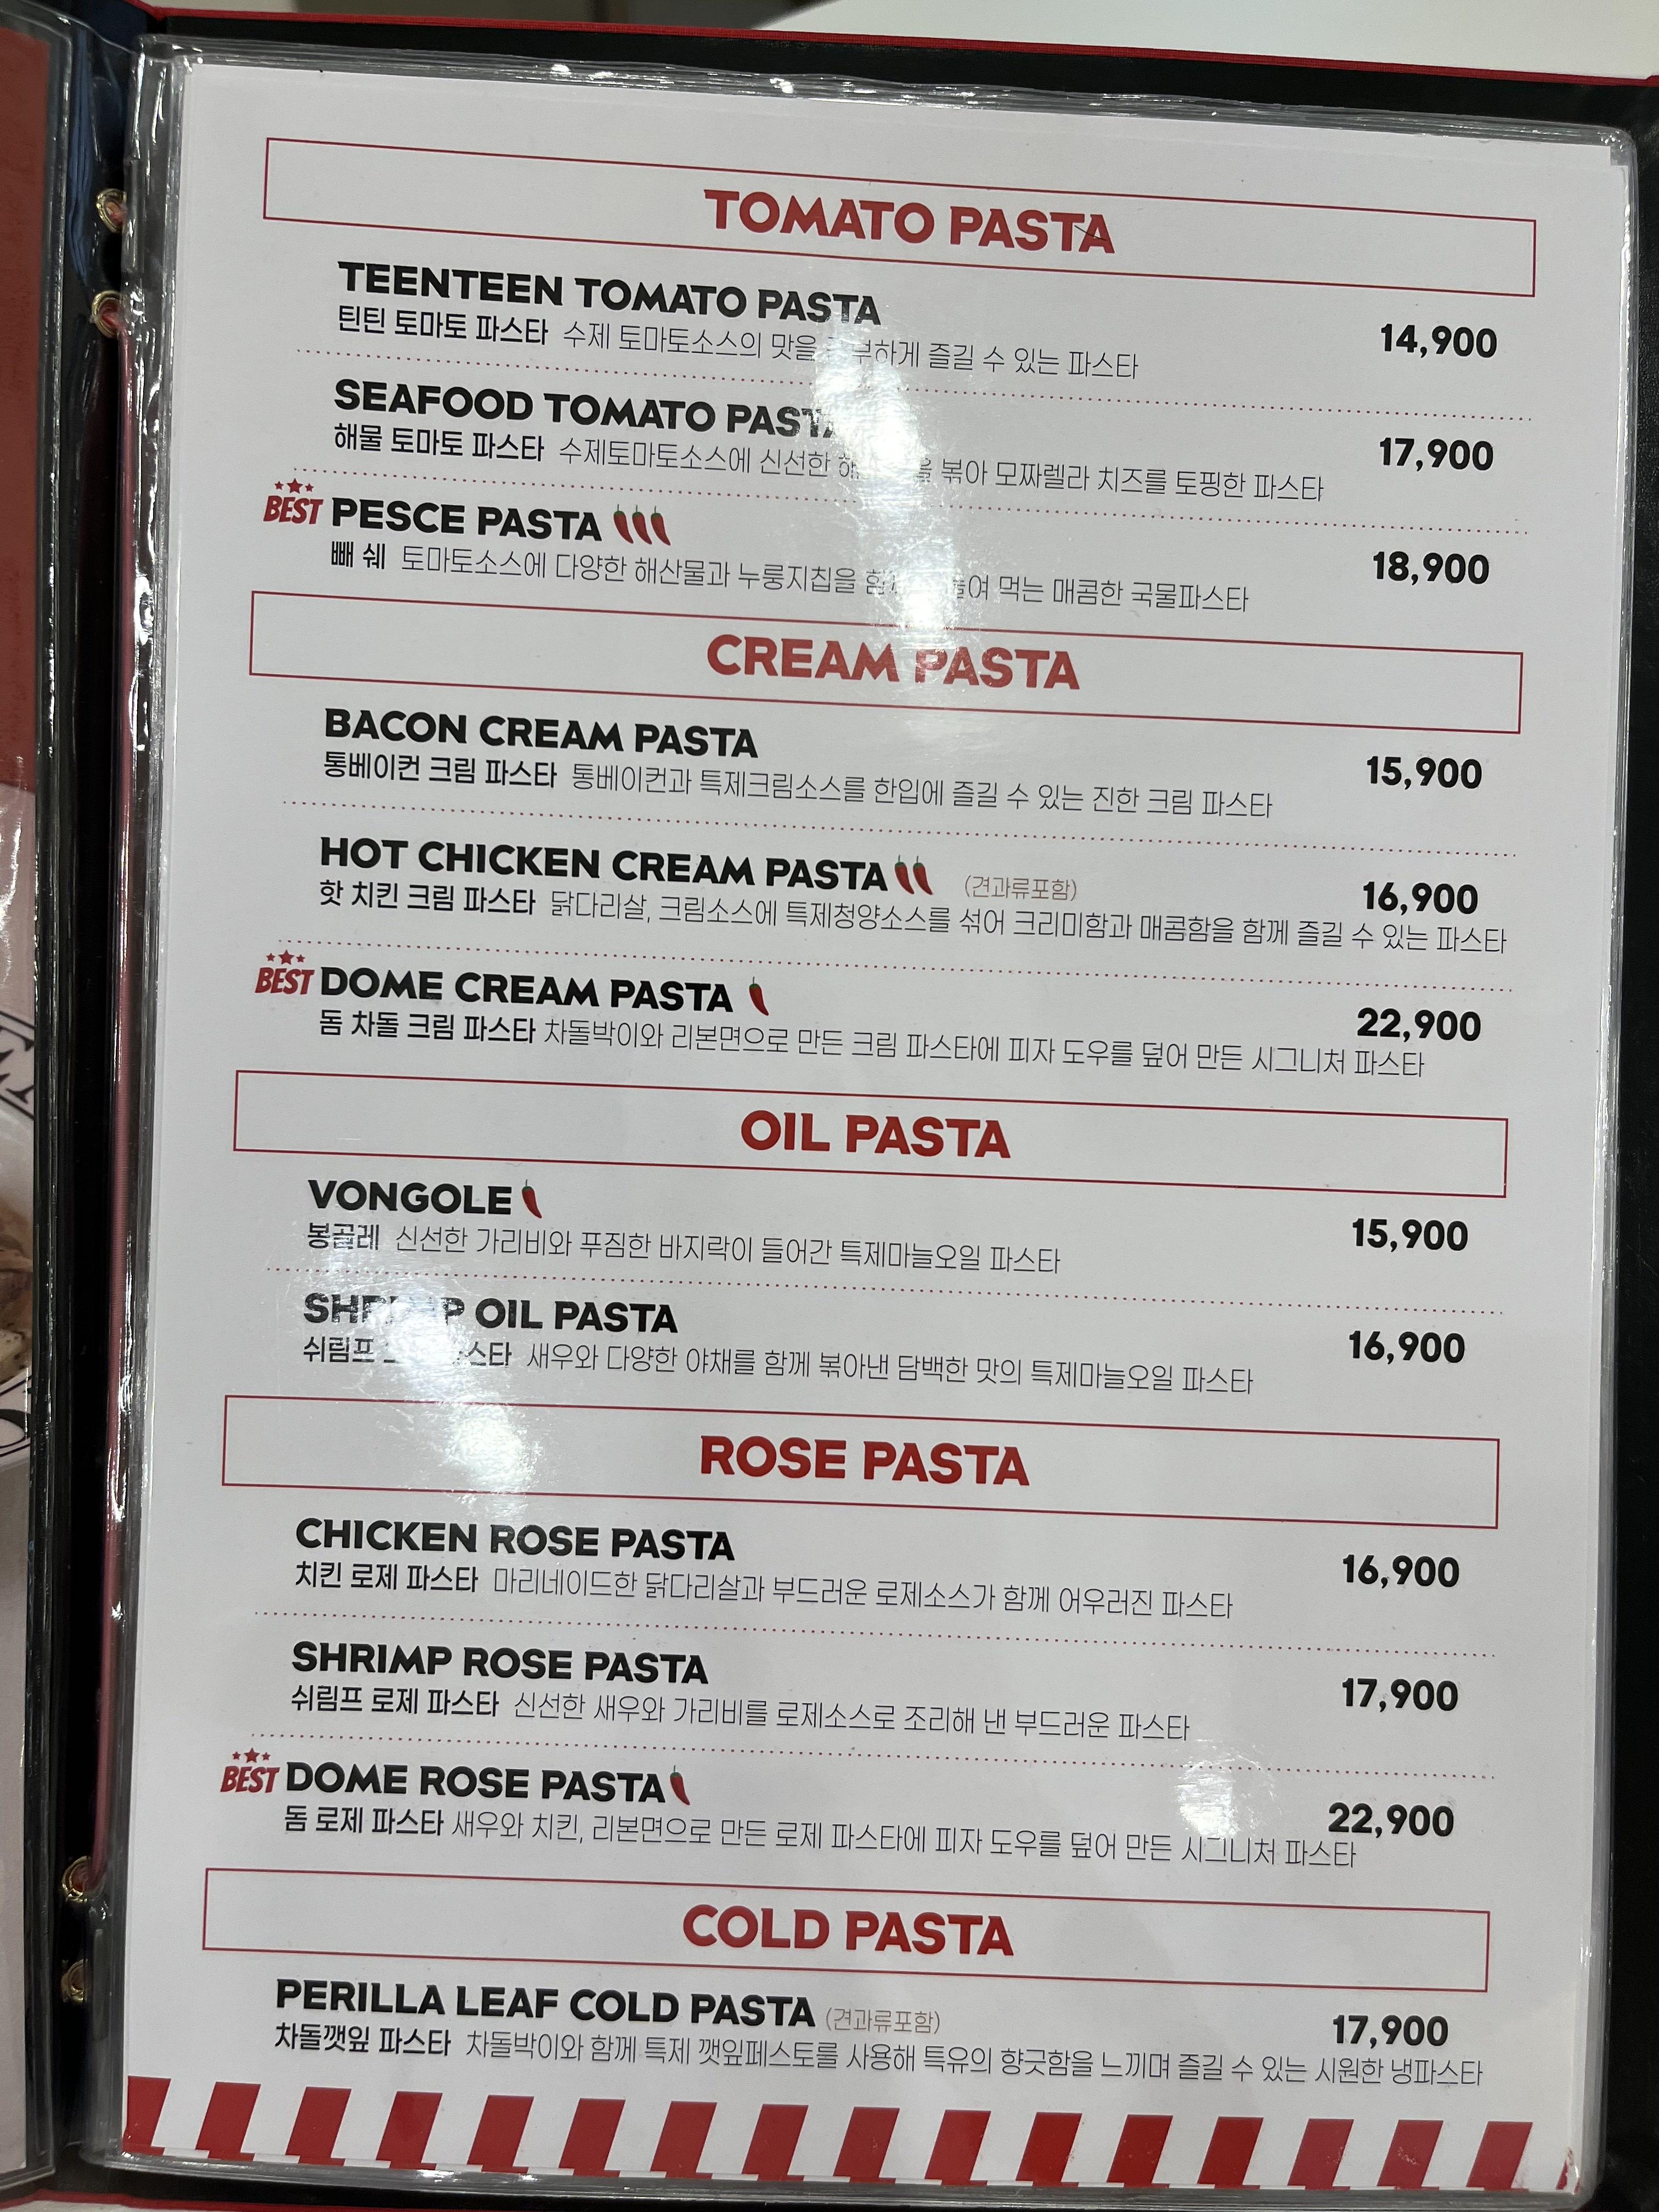 TOMATO PASTA
TEENTEEN TOMATO PASTA
틴틴 토마토 파스타 수제 토마토소스의 맛을 즐길 수 있는 파스타
14,900
SEAFOOD TOMATO PASTA
해물 토마토 파스타 수제토마토소스에 신선한 볶아 모짜렐라 치즈를 토핑한 파스타
17,900
BEST PESCE PASTA
빼 쉐 토마토소스에 다양한 해산물과 누룽지칩을 먹는 매콤한 국물파스타
18,900
CREAM PASTA
BACON CREAM PASTA
통베이컨 크림 파스타 통베이컨과 특제크림소스를 한입에 즐길 수 있는 진한 크림 파스타
15,900
HOT CHICKEN CREAM PASTA (견과류포함)
핫 치킨 크림 파스타 닭다리살, 크림소스에 특제청양소스를 섞어 크리미함과 매콤함을 함께 즐길 수 있는 파스타
16,900
BEST DOME CREAM PASTA
돔 차돌 크림 파스타 차돌박이와 리본면으로 만든 크림 파스타에 피자 도우를 덮어 만든 시그니처 파스타
22,900
OIL PASTA
VONGOLE
봉골레 신선한 가리비와 푸짐한 바지락이 들어간 특제마늘오일 파스타
15,900
SHRIMP OIL PASTA
쉬림프 파스타 새우와 다양한 야채를 함께 볶아낸 담백한 맛의 특제마늘오일 파스타
16,900
ROSE PASTA
CHICKEN ROSE PASTA
치킨 로제 파스타 마리네이드한 닭다리살과 부드러운 로제소스가 함께 어우러진 파스타
16,900
SHRIMP ROSE PASTA
쉬림프 로제 파스타 신선한 새우와 가리비를 로제소스로 조리해 낸 부드러운 파스타
17,900
BEST DOME ROSE PASTA
돔 로제 파스타 새우와 치킨, 리본면으로 만든 로제 파스타에 피자 도우를 덮어 만든 시그니처 파스타
22,900
COLD PASTA
PERILLA LEAF COLD PASTA (견과류포함)
차돌깻잎 파스타 차돌박이와 함께 특제 깻잎페스토를 사용해 특유의 향긋함을 느끼며 즐길 수 있는 시원한 냉파스타
17,900